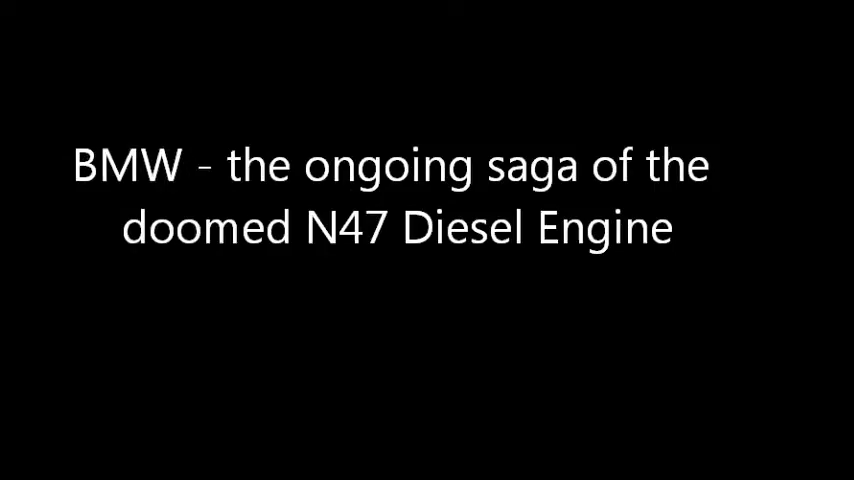 BMW - the ongoing saga of the
doomed N47 Diesel Engine